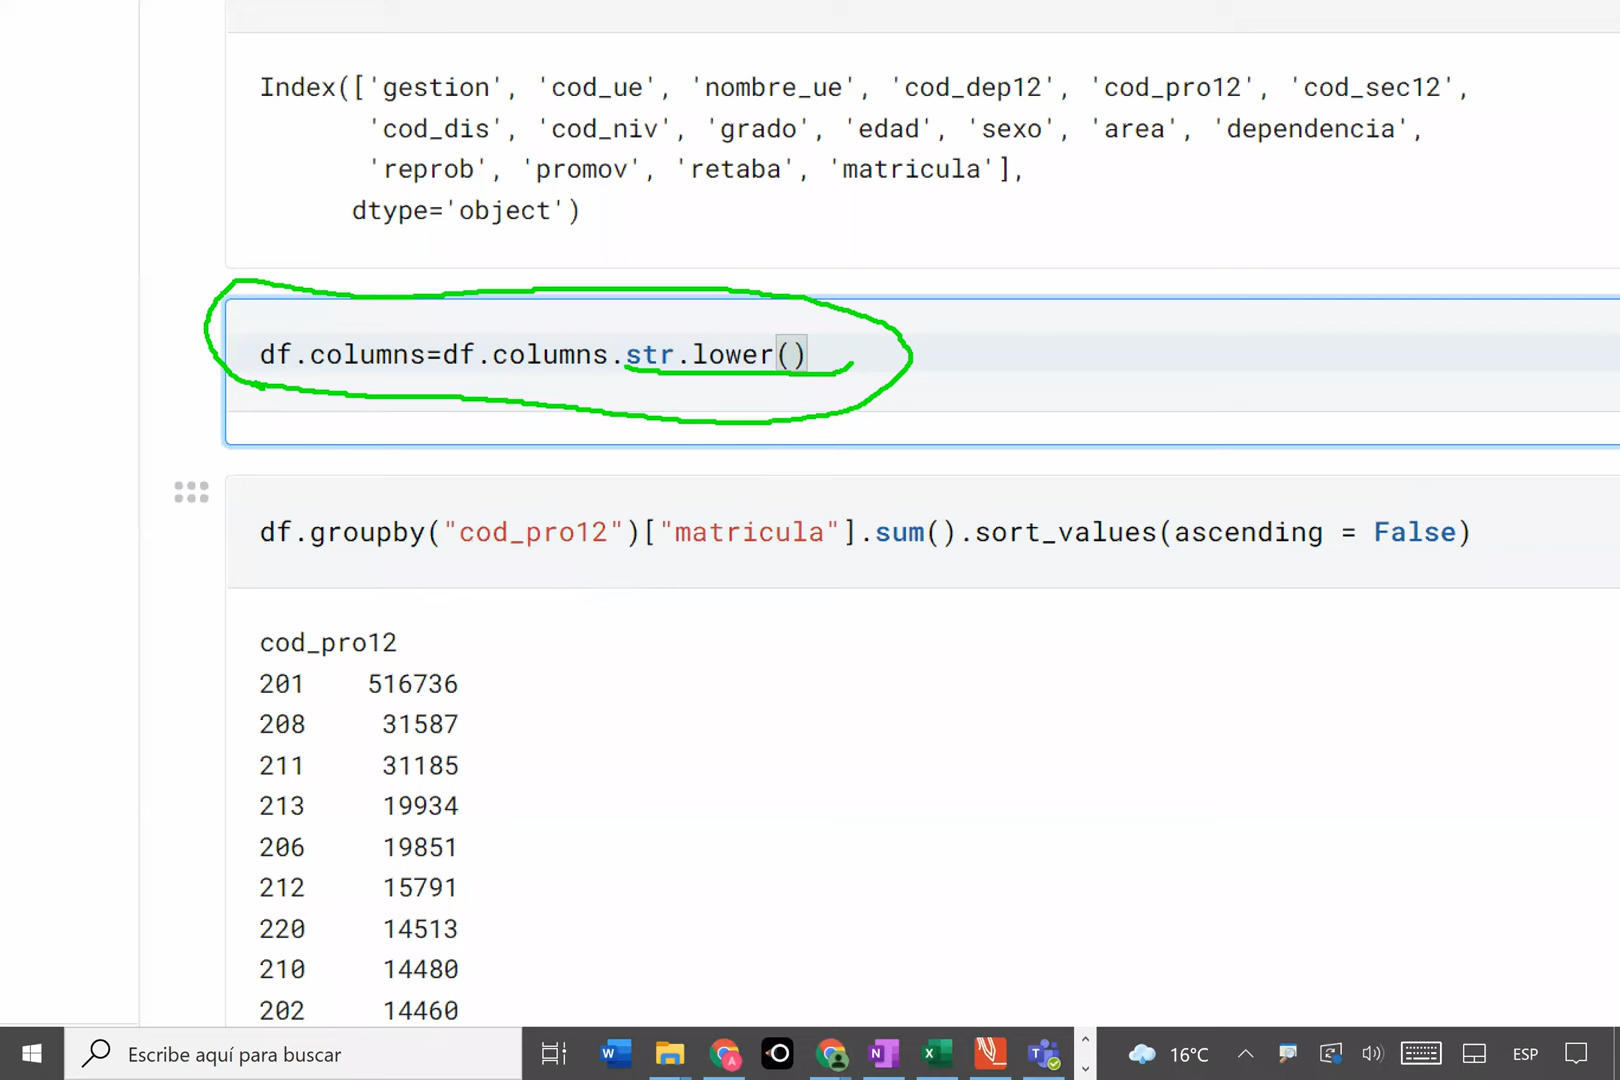 Index(['gestion', 'cod_ue', 'nombre_ue', 'cod_dep12', 'cod_pro12', 'cod_sec12',
'cod_dis', 'cod_niv', 'grado', 'edad', 'sexo', 'area', 'dependencia',
'reprob', 'promov', 'retaba', 'matricula'],
dtype='object')
df.columns=df.columns.str.lower()
df.groupby("cod_pro12")["matricula"].sum().sort_values(ascending = False)
cod_pro12
201 516736
208 31587
211 31185
213 19934
206 19851
212 15791
220 14513
210 14480
202 14460
Escribe aquí para buscar
16°C
ESP